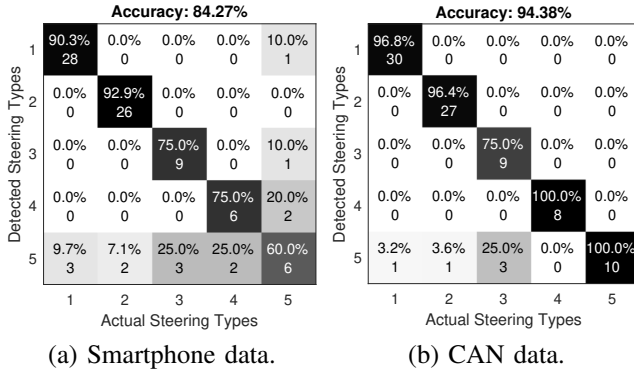 Accuracy: 84.27%
Detected Steering Types
1
90.3% 0.0% 0.0% 0.0% 10.0%
28 0 0 0 1
2
0.0% 92.9% 0.0% 0.0% 0.0%
0 26 0 0 0
3
0.0% 0.0% 75.0% 0.0% 10.0%
0 0 9 0 1
4
0.0% 0.0% 0.0% 75.0% 20.0%
0 0 0 6 2
5
9.7% 7.1% 25.0% 25.0% 60.0%
3 2 3 2 6
1 2 3 4 5
Actual Steering Types
(a) Smartphone data.
Accuracy: 94.38%
Detected Steering Types
1
96.8% 0.0% 0.0% 0.0% 0.0%
30 0 0 0 0
2
0.0% 96.4% 0.0% 0.0% 0.0%
0 27 0 0 0
3
0.0% 0.0% 75.0% 0.0% 0.0%
0 0 9 0 0
4
0.0% 0.0% 0.0% 100.0% 0.0%
0 0 0 8 0
5
3.2% 3.6% 25.0% 0.0% 100.0%
1 1 3 0 10
1 2 3 4 5
Actual Steering Types
(b) CAN data.